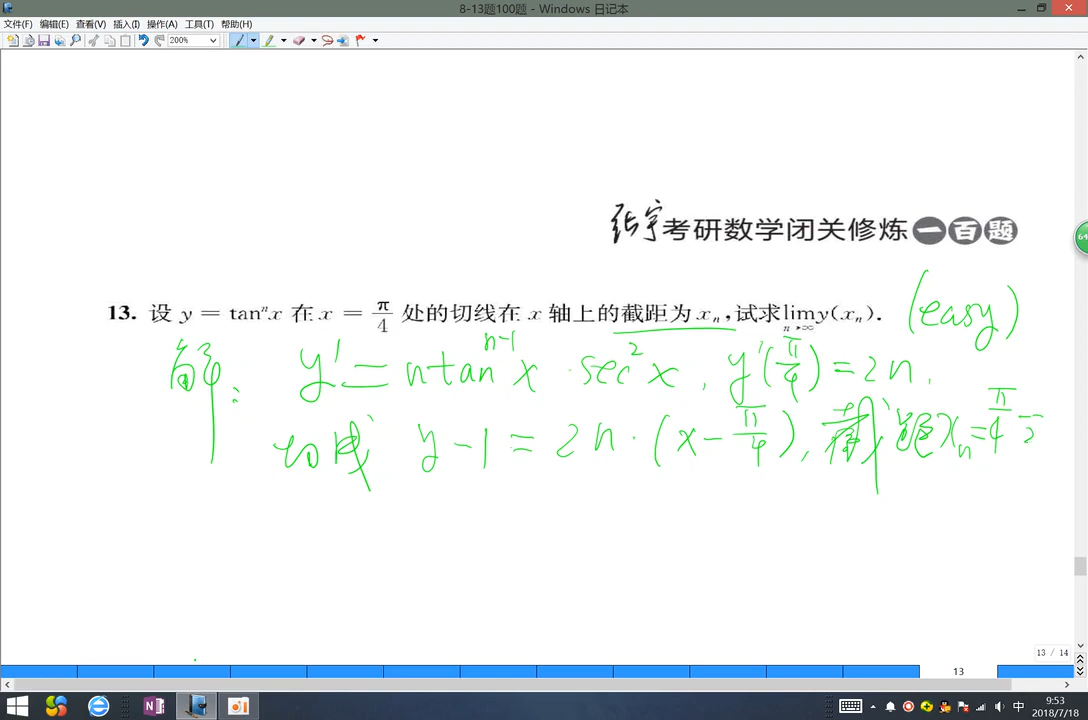 8-13题100题 - Windows 日记本
文件(F) 编辑(E) 查看(V) 插入(I) 操作(A) 工具(T) 帮助(H)
200%
张宇考研数学闭关修炼一百题
64
13. 设 y = tanⁿx 在 x = π/4 处的切线在 x 轴上的截距为 xₙ,试求 lim n→∞ y(xₙ). (easy)
解: y' = n tanⁿ⁻¹ x · sec² x, y'(π/4) = 2n.
切线 y-1 = 2n·(x-π/4), 截距 xₙ = π/4 -
13 / 14
13
中
9:53
2018/7/18